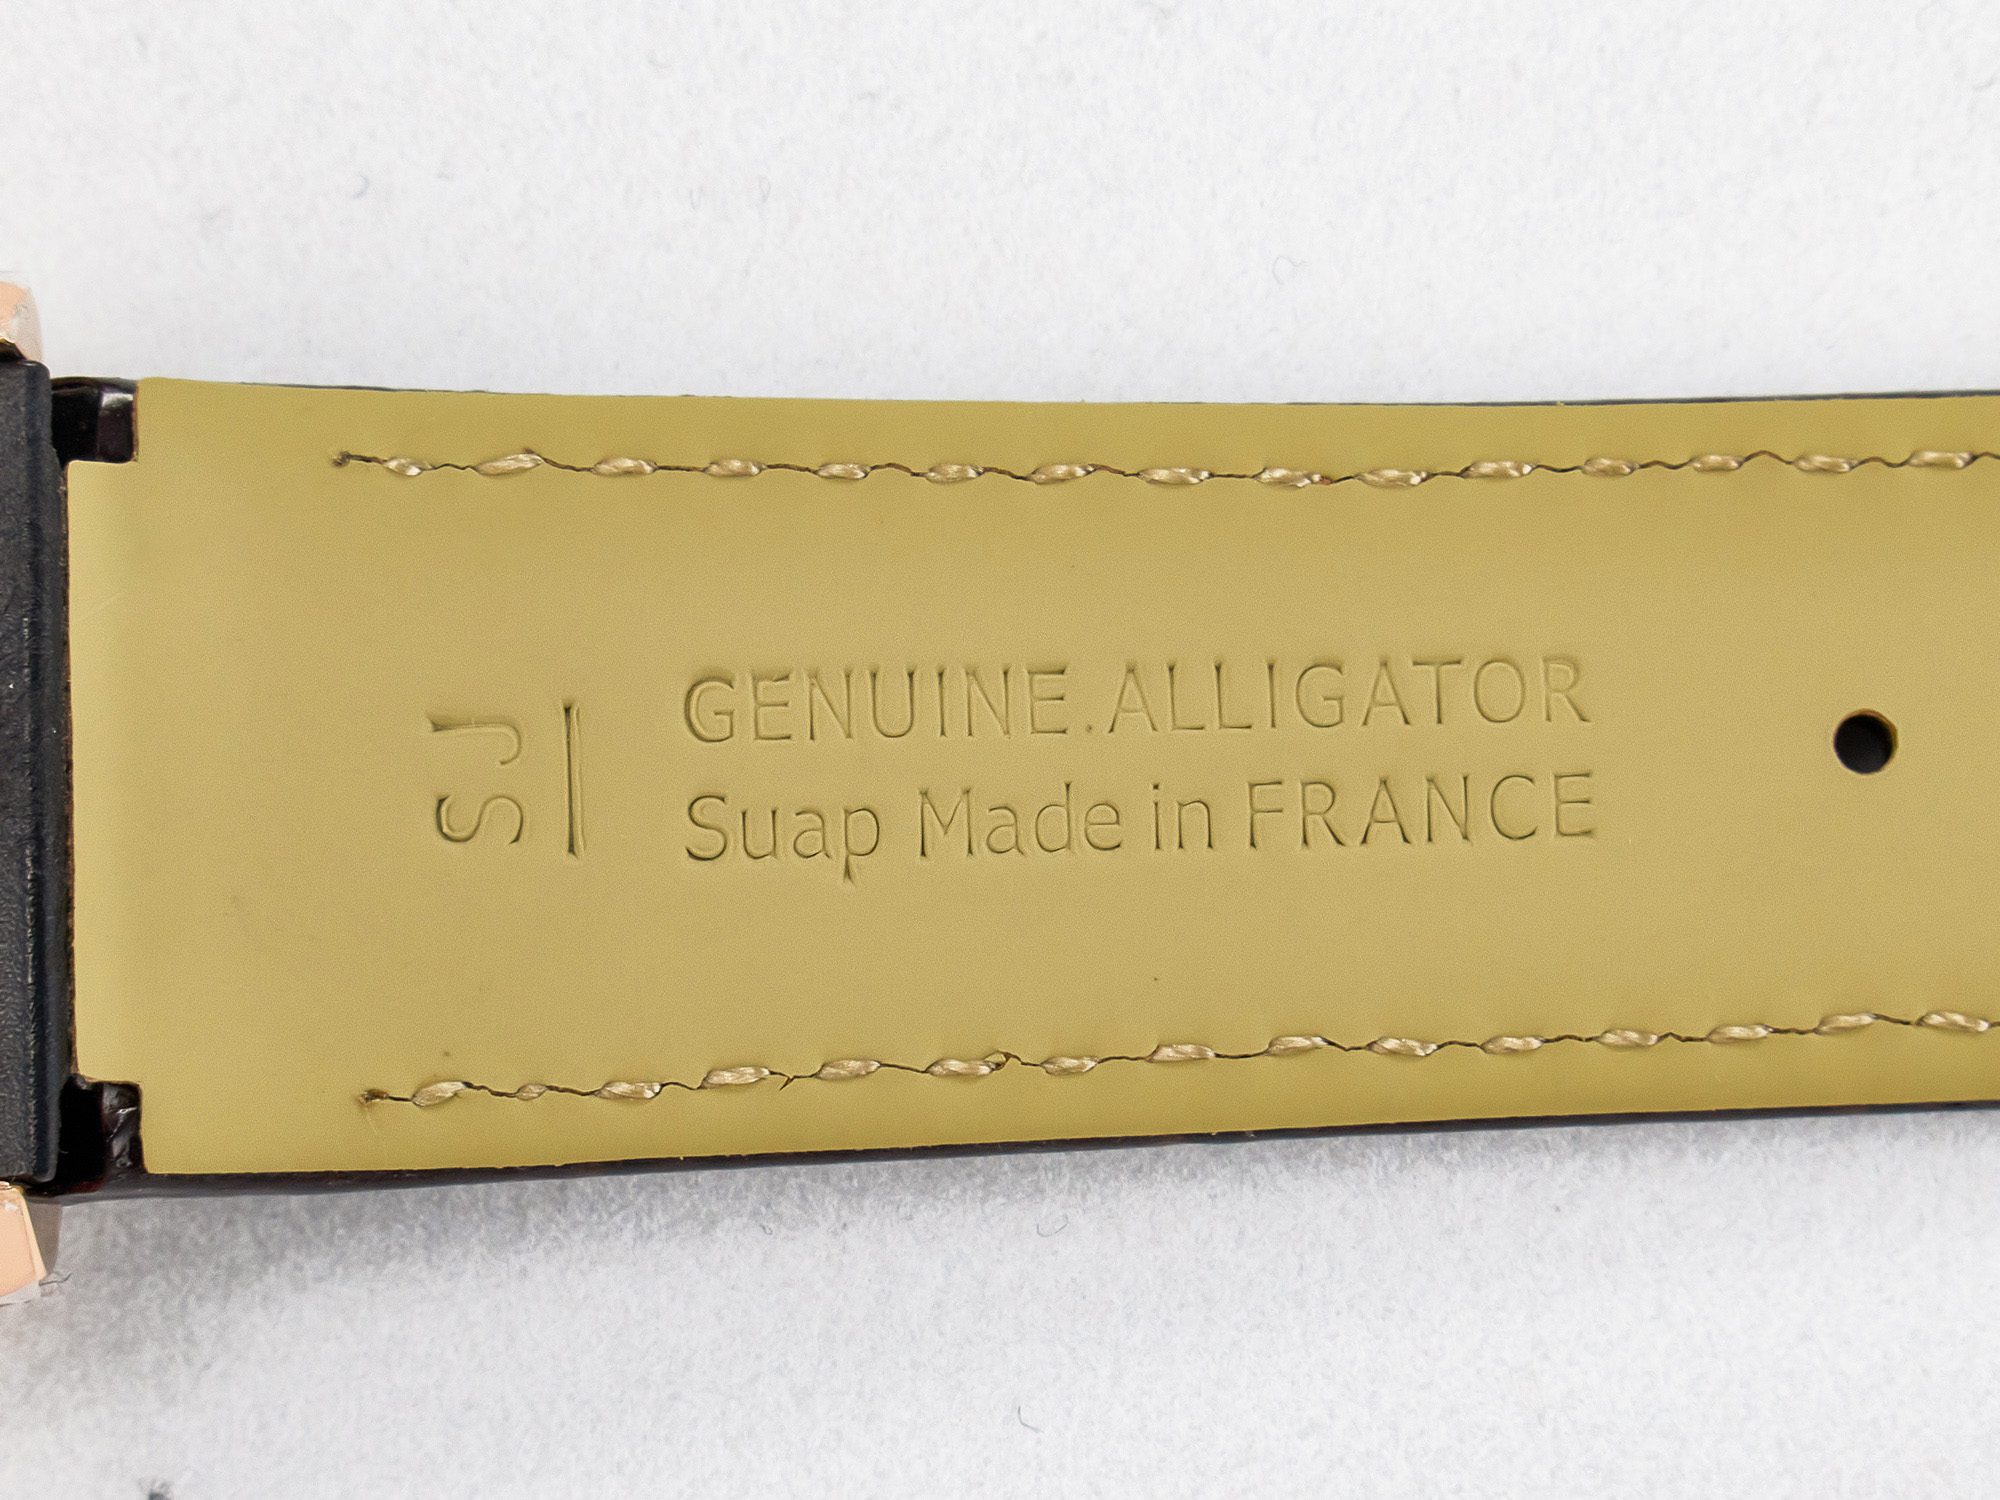 SJ
GENUINE.ALLIGATOR
Suap Made in FRANCE